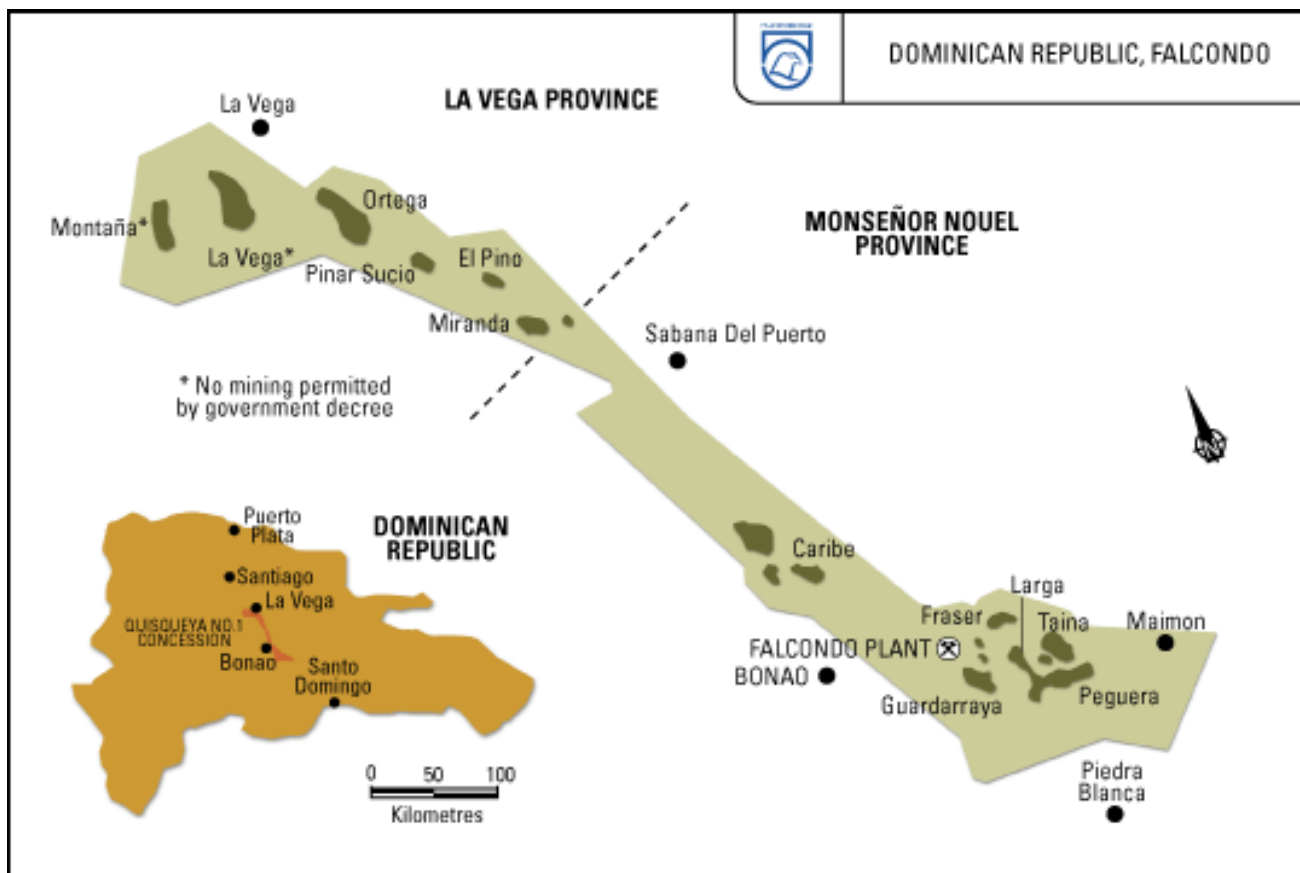 DOMINICAN REPUBLIC, FALCONDO
LA VEGA PROVINCE
La Vega
Ortega
Montaña*
La Vega*
Pinar Sucio
El Pino
Miranda
MONSEÑOR NOUEL
PROVINCE
Sabana Del Puerto
* No mining permitted
by government decree
Caribe
Larga
Fraser
Taina
Maimon
FALCONDO PLANT
BONAO
Guardarraya
Peguera
Piedra
Blanca
DOMINICAN
REPUBLIC
Puerto
Plata
Santiago
La Vega
QUISQUEYA NO.1
CONCESSION
Bonao
Santo
Domingo
0 50 100
Kilometres